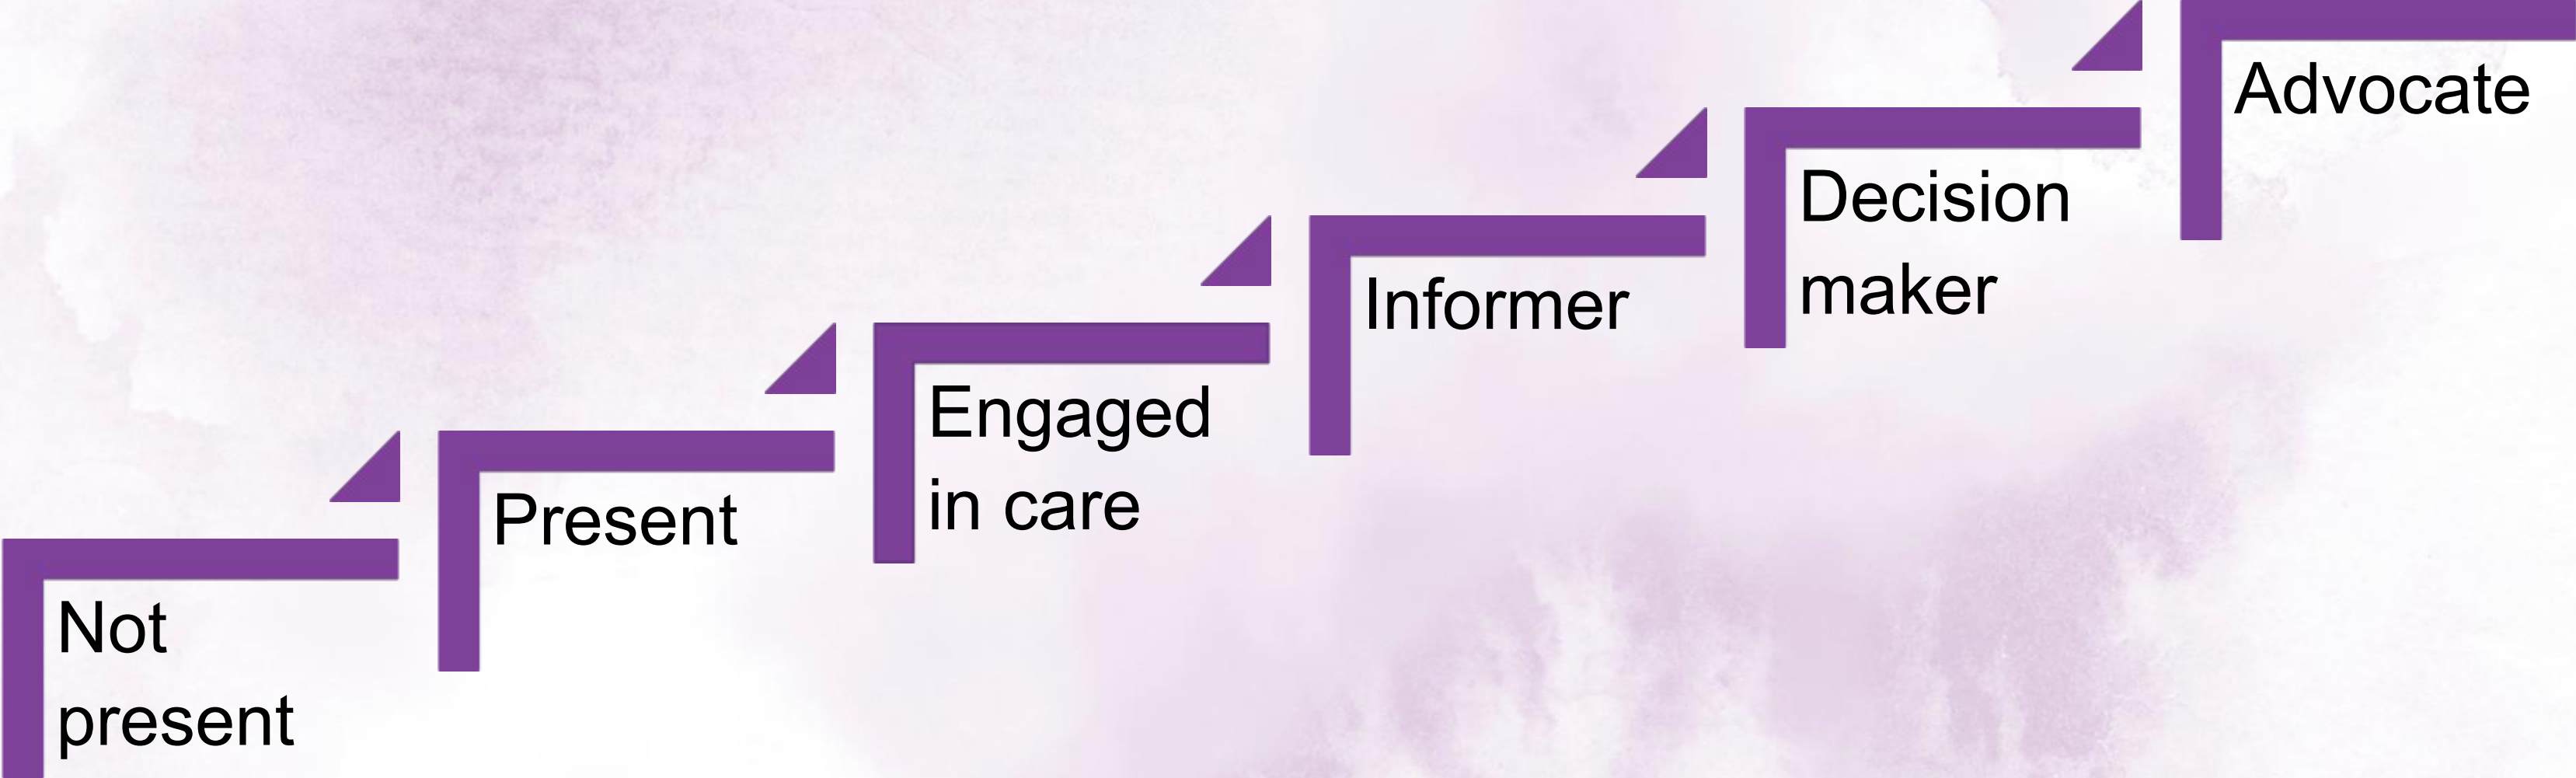 Not
present
Present
Engaged
in care
Informer
Decision
maker
Advocate